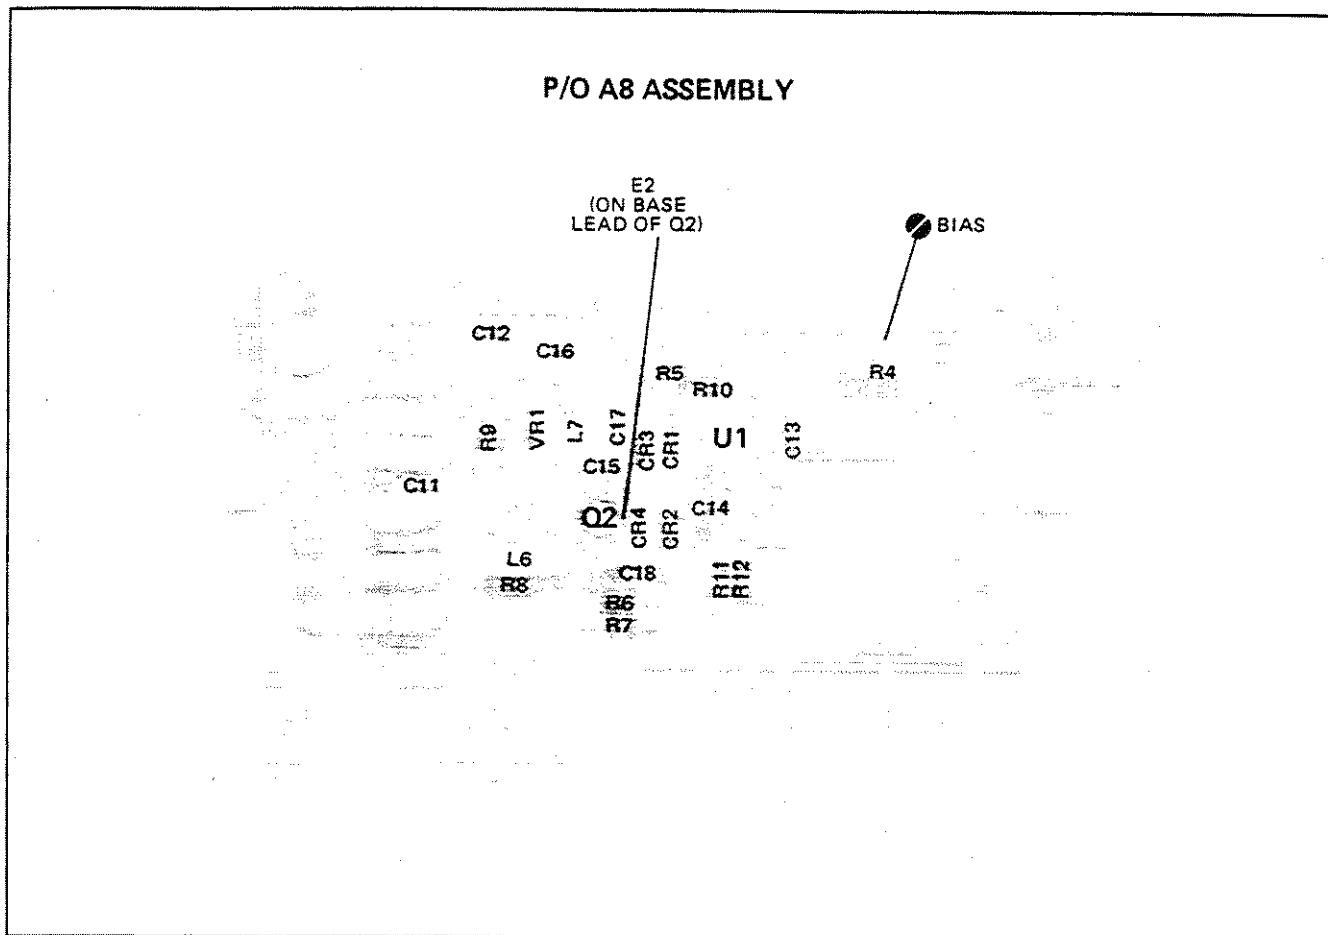 P/O A8 ASSEMBLY
E2
(ON BASE
LEAD OF Q2)
BIAS
C12
C16
R5
R10
R4
R9
VR1
L7
C17
CR3
CR1
U1
C13
C15
C11
Q2
CR4
CR2
C14
L6
R8
C18
R11
R12
R6
R7